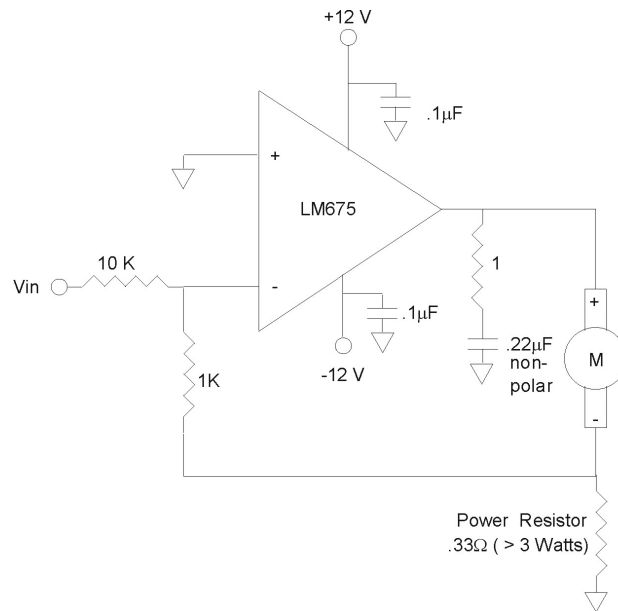 +12 V
.1μF
+
LM675
10 K
Vin
-
1
.1μF
+
.22μF
non-
polar
M
-12 V
1K
-
Power Resistor
.33Ω ( > 3 Watts)